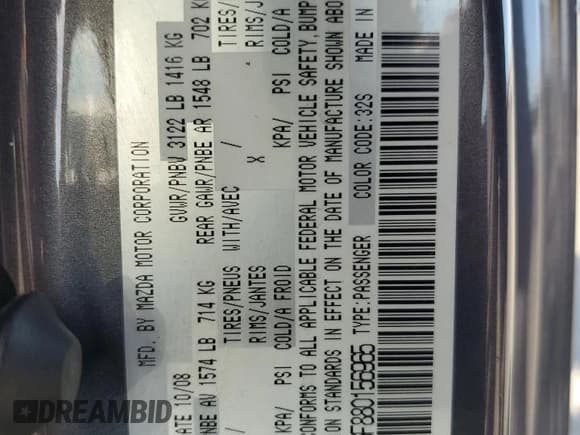 MFD. BY MAZDA MOTOR CORPORATION
ATE 10/08 GVWR/PNBV 3122 LB 1416 KG
NBE AV 1574 LB 714 KG REAR GAWR/PNBE AR 1548 LB 702 K
/ TIRES/PNEUS WITH/AVEC / TIRES/
/ RIMS/JANTES X RIMS/J
KPA/ PSI COLD/A FROID KPA/ PSI COLD/A
CONFORMS TO ALL APPLICABLE FEDERAL MOTOR VEHICLE SAFETY, BUMP
ON STANDARDS IN EFFECT ON THE DATE OF MANUFACTURE SHOWN ABO
F880156985 TYPE:PASSENGER COLOR CODE:32S MADE IN
AUTOBIDMASTER